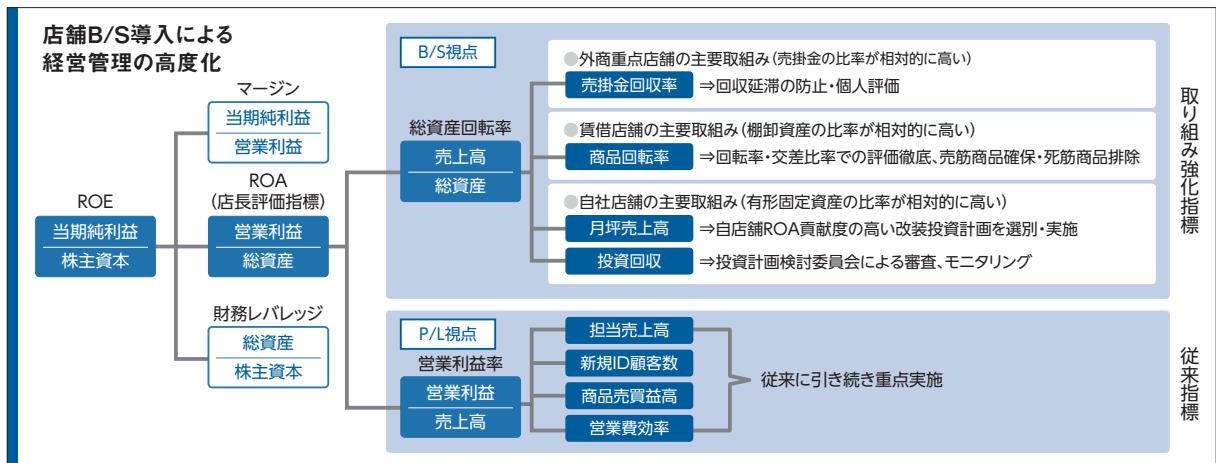 店舗B/S導入による
経営管理の高度化
ROE
当期純利益
株主資本
マージン
当期純利益
営業利益
ROA
(店長評価指標)
営業利益
総資産
財務レバレッジ
総資産
株主資本
B/S視点
総資産回転率
売上高
総資産
●外商重点店舗の主要取組み(売掛金の比率が相対的に高い)
売掛金回収率 ⇒回収延滞の防止・個人評価
●賃借店舗の主要取組み(棚卸資産の比率が相対的に高い)
商品回転率 ⇒回転率・交差比率での評価徹底、売筋商品確保・死筋商品排除
●自社店舗の主要取組み(有形固定資産の比率が相対的に高い)
月坪売上高 ⇒自店舗ROA貢献度の高い改装投資計画を選別・実施
投資回収 ⇒投資計画検討委員会による審査、モニタリング
取り組み強化指標
P/L視点
営業利益率
営業利益
売上高
担当売上高
新規ID顧客数
商品売買益高
営業費効率
従来に引き続き重点実施
従来指標